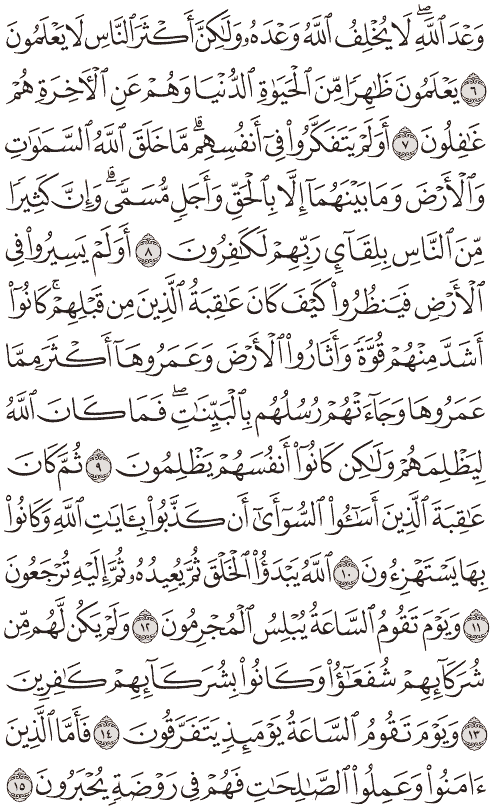 وَعْدَ ٱللَّهِۖ لَا يُخْلِفُ ٱللَّهُ وَعْدَهُۥ وَلَٰكِنَّ أَكْثَرَ ٱلنَّاسِ لَا يَعْلَمُونَ
٦ يَعْلَمُونَ ظَٰهِرًا مِّنَ ٱلْحَيَوٰةِ ٱلدُّنْيَا وَهُمْ عَنِ ٱلْأٓخِرَةِ هُمْ
غَٰفِلُونَ ٧ أَوَلَمْ يَتَفَكَّرُوا۟ فِىٓ أَنفُسِهِمۗ مَّا خَلَقَ ٱللَّهُ ٱلسَّمَٰوَٰتِ
وَٱلْأَرْضَ وَمَا بَيْنَهُمَآ إِلَّا بِٱلْحَقِّ وَأَجَلٍ مُّسَمًّىۗ وَإِنَّ كَثِيرًا
مِّنَ ٱلنَّاسِ بِلِقَآئِ رَبِّهِمْ لَكَٰفِرُونَ ٨ أَوَلَمْ يَسِيرُوا۟ فِى
ٱلْأَرْضِ فَيَنظُرُوا۟ كَيْفَ كَانَ عَٰقِبَةُ ٱلَّذِينَ مِن قَبْلِهِمْۚ كَانُوٓا۟
أَشَدَّ مِنْهُمْ قُوَّةً وَأَثَارُوا۟ ٱلْأَرْضَ وَعَمَرُوهَآ أَكْثَرَ مِمَّا
عَمَرُوهَا وَجَآءَتْهُمْ رُسُلُهُم بِٱلْبَيِّنَٰتِۖ فَمَا كَانَ ٱللَّهُ
لِيَظْلِمَهُمْ وَلَٰكِن كَانُوٓا۟ أَنفُسَهُمْ يَظْلِمُونَ ٩ ثُمَّ كَانَ
عَٰقِبَةَ ٱلَّذِينَ أَسَٰٓـُٔوا۟ ٱلسُّوٓأَىٰٓ أَن كَذَّبُوا۟ بِـَٔايَٰتِ ٱللَّهِ وَكَانُوا۟
بِهَا يَسْتَهْزِءُونَ ١٠ ٱللَّهُ يَبْدَؤُا۟ ٱلْخَلْقَ ثُمَّ يُعِيدُهُۥ ثُمَّ إِلَيْهِ تُرْجَعُونَ
١١ وَيَوْمَ تَقُومُ ٱلسَّاعَةُ يُبْلِسُ ٱلْمُجْرِمُونَ ١٢ وَلَمْ يَكُن لَّهُم مِّن
شُرَكَآئِهِمْ شُفَعَٰٓؤُا۟ وَكَانُوا۟ بِشُرَكَآئِهِمْ كَٰفِرِينَ
١٣ وَيَوْمَ تَقُومُ ٱلسَّاعَةُ يَوْمَئِذٍ يَتَفَرَّقُونَ ١٤ فَأَمَّا ٱلَّذِينَ
ءَامَنُوا۟ وَعَمِلُوا۟ ٱلصَّٰلِحَٰتِ فَهُمْ فِى رَوْضَةٍ يُحْبَرُونَ ١٥